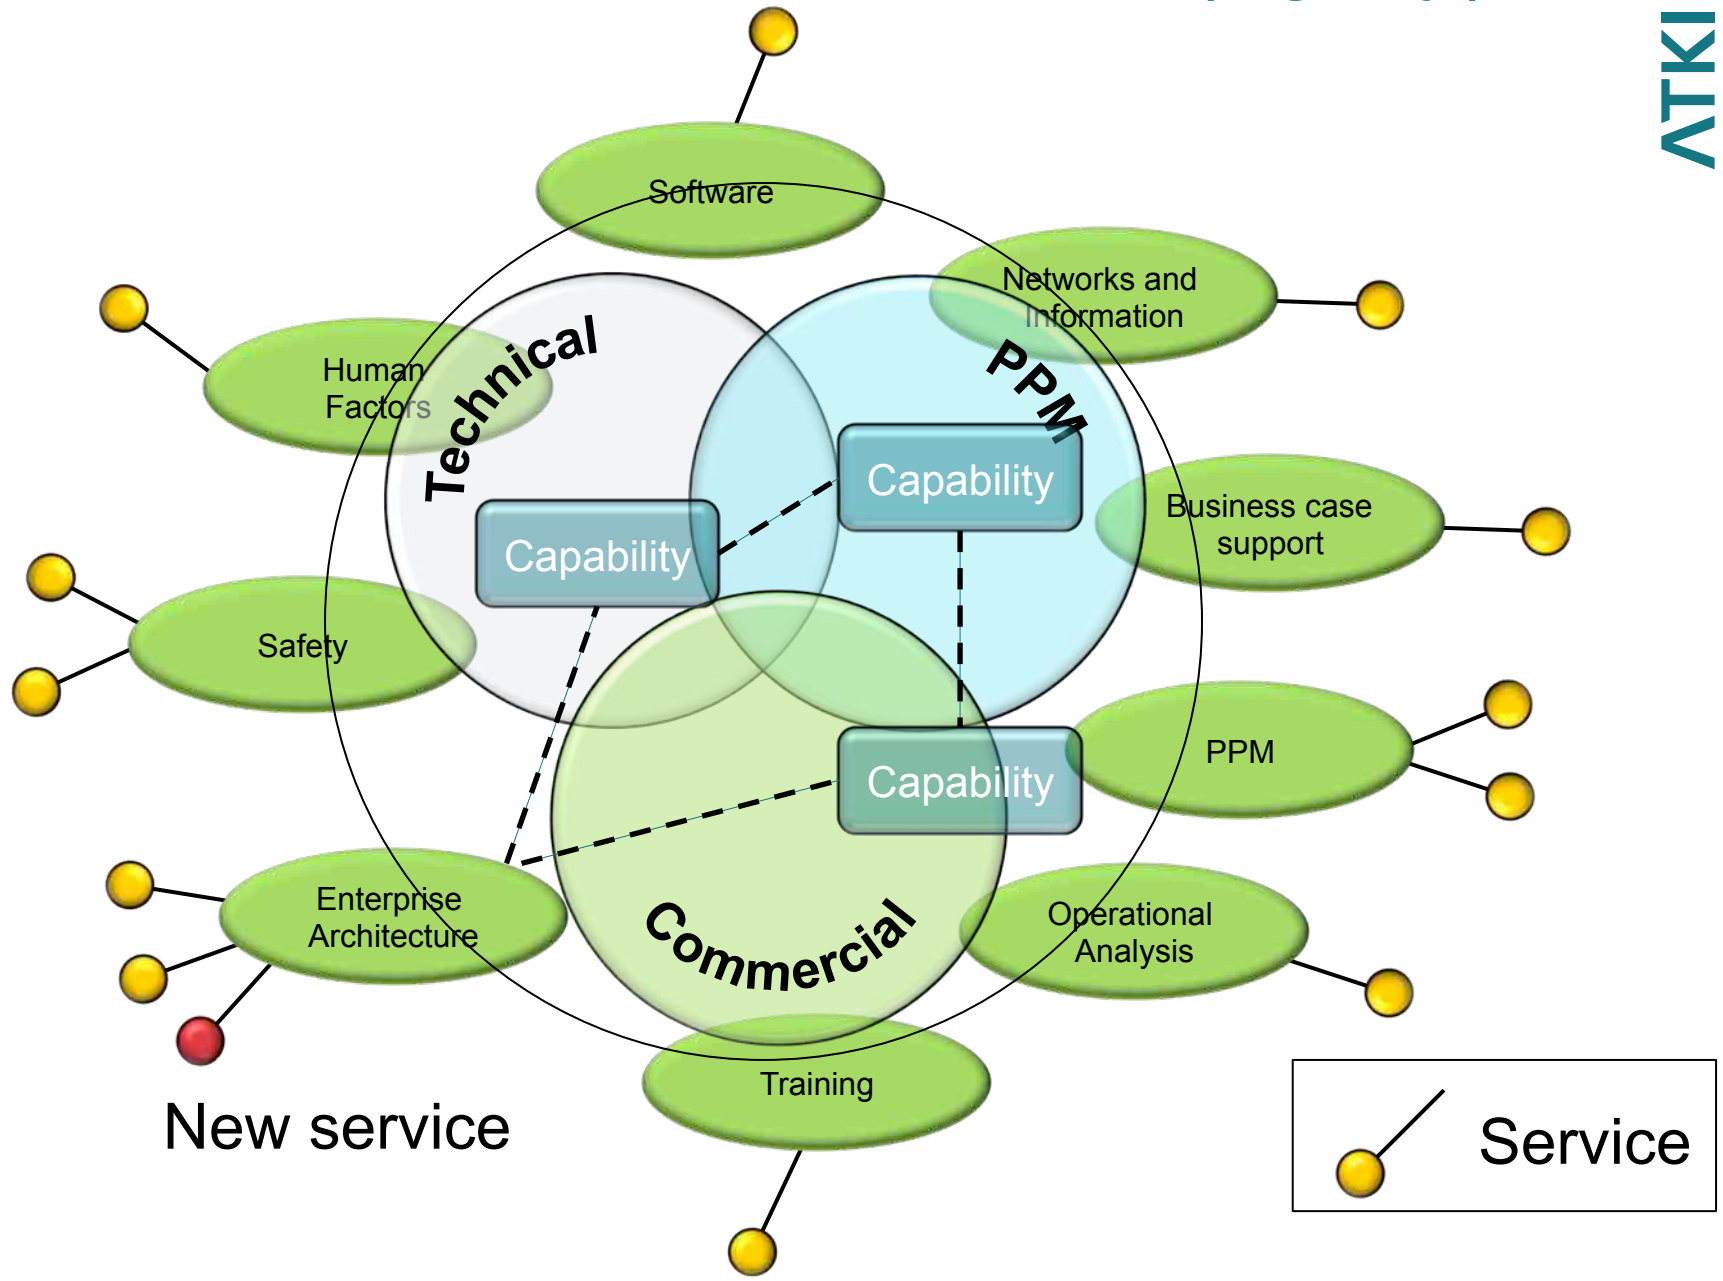 ATKI
Software
Networks and
Information
Technical
PPM
Human
Factors
Capability
Business case
support
Capability
Safety
PPM
Capability
Enterprise
Architecture
Commercial
Operational
Analysis
Training
New service
Service